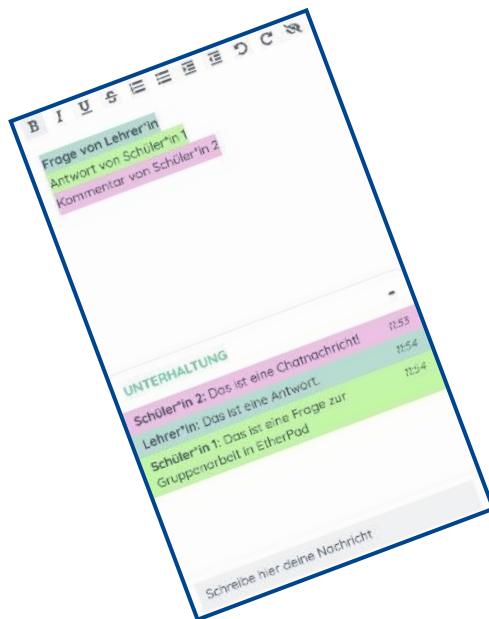 B I U S
Frage von Lehrer*in
Antwort von Schüler*in 1
Kommentar von Schüler*in 2
UNTERHALTUNG
-
Schüler*in 2: Das ist eine Chatnachricht! 11:53
Lehrer*in: Das ist eine Antwort. 11:54
Schüler*in 1: Das ist eine Frage zur 11:54
Gruppenarbeit in EtherPad
Schreibe hier deine Nachricht